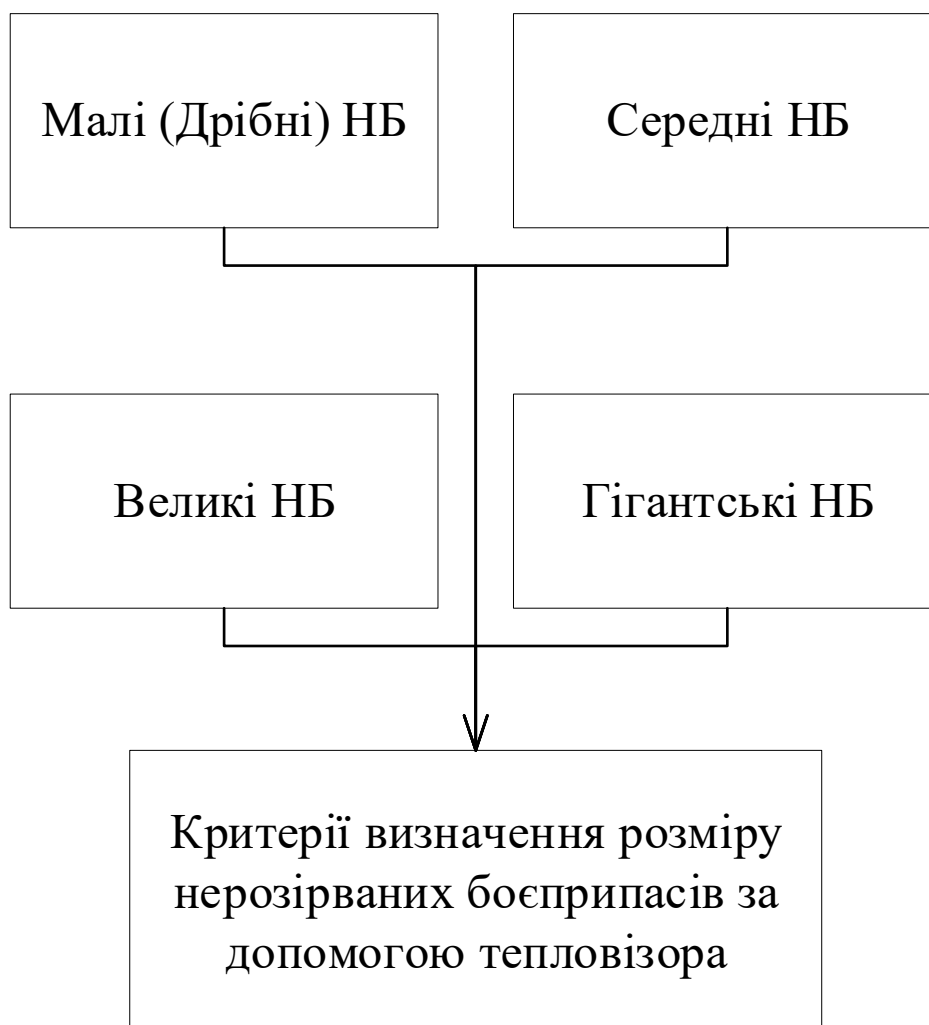 Малі (Дрібні) НБ
Середні НБ
Великі НБ
Гігантські НБ
Критерії визначення розміру
нерозірваних боєприпасів за
допомогою тепловізора